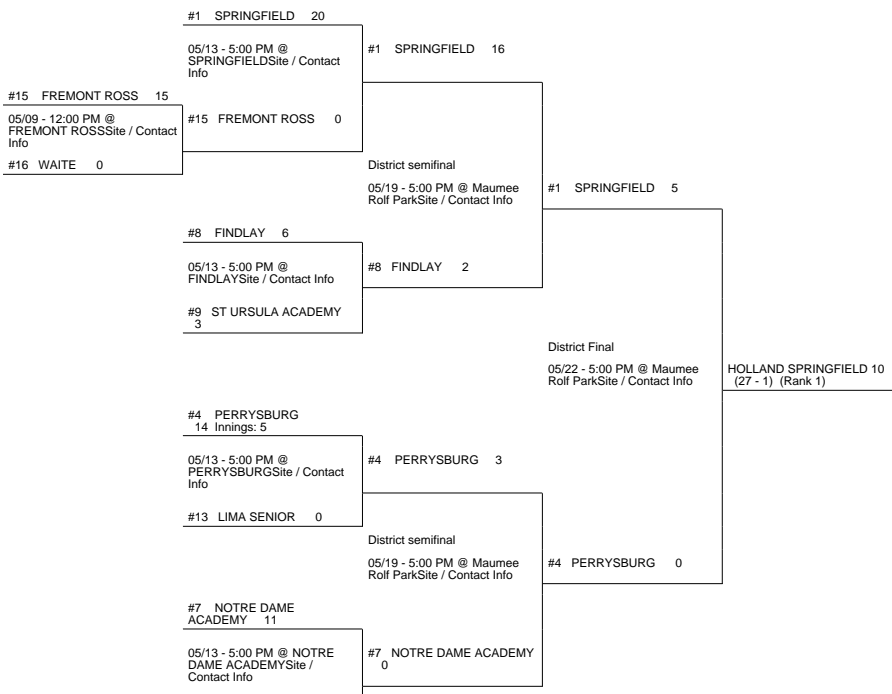 #1 SPRINGFIELD 20
05/13 - 5:00 PM @
SPRINGFIELDSite / Contact
Info
#1 SPRINGFIELD 16
#15 FREMONT ROSS 15
05/09 - 12:00 PM @
FREMONT ROSSSite / Contact
Info
#15 FREMONT ROSS 0
#16 WAITE 0
District semifinal
05/19 - 5:00 PM @ Maumee
Rolf ParkSite / Contact Info
#1 SPRINGFIELD 5
#8 FINDLAY 6
05/13 - 5:00 PM @
FINDLAYSite / Contact Info
#8 FINDLAY 2
#9 ST URSULA ACADEMY
3
District Final
05/22 - 5:00 PM @ Maumee
Rolf ParkSite / Contact Info
HOLLAND SPRINGFIELD 10
(27 - 1) (Rank 1)
#4 PERRYSBURG
14 Innings: 5
05/13 - 5:00 PM @
PERRYSBURGSite / Contact
Info
#4 PERRYSBURG 3
#13 LIMA SENIOR 0
District semifinal
05/19 - 5:00 PM @ Maumee
Rolf ParkSite / Contact Info
#4 PERRYSBURG 0
#7 NOTRE DAME
ACADEMY 11
05/13 - 5:00 PM @ NOTRE
DAME ACADEMYSite /
Contact Info
#7 NOTRE DAME ACADEMY
0